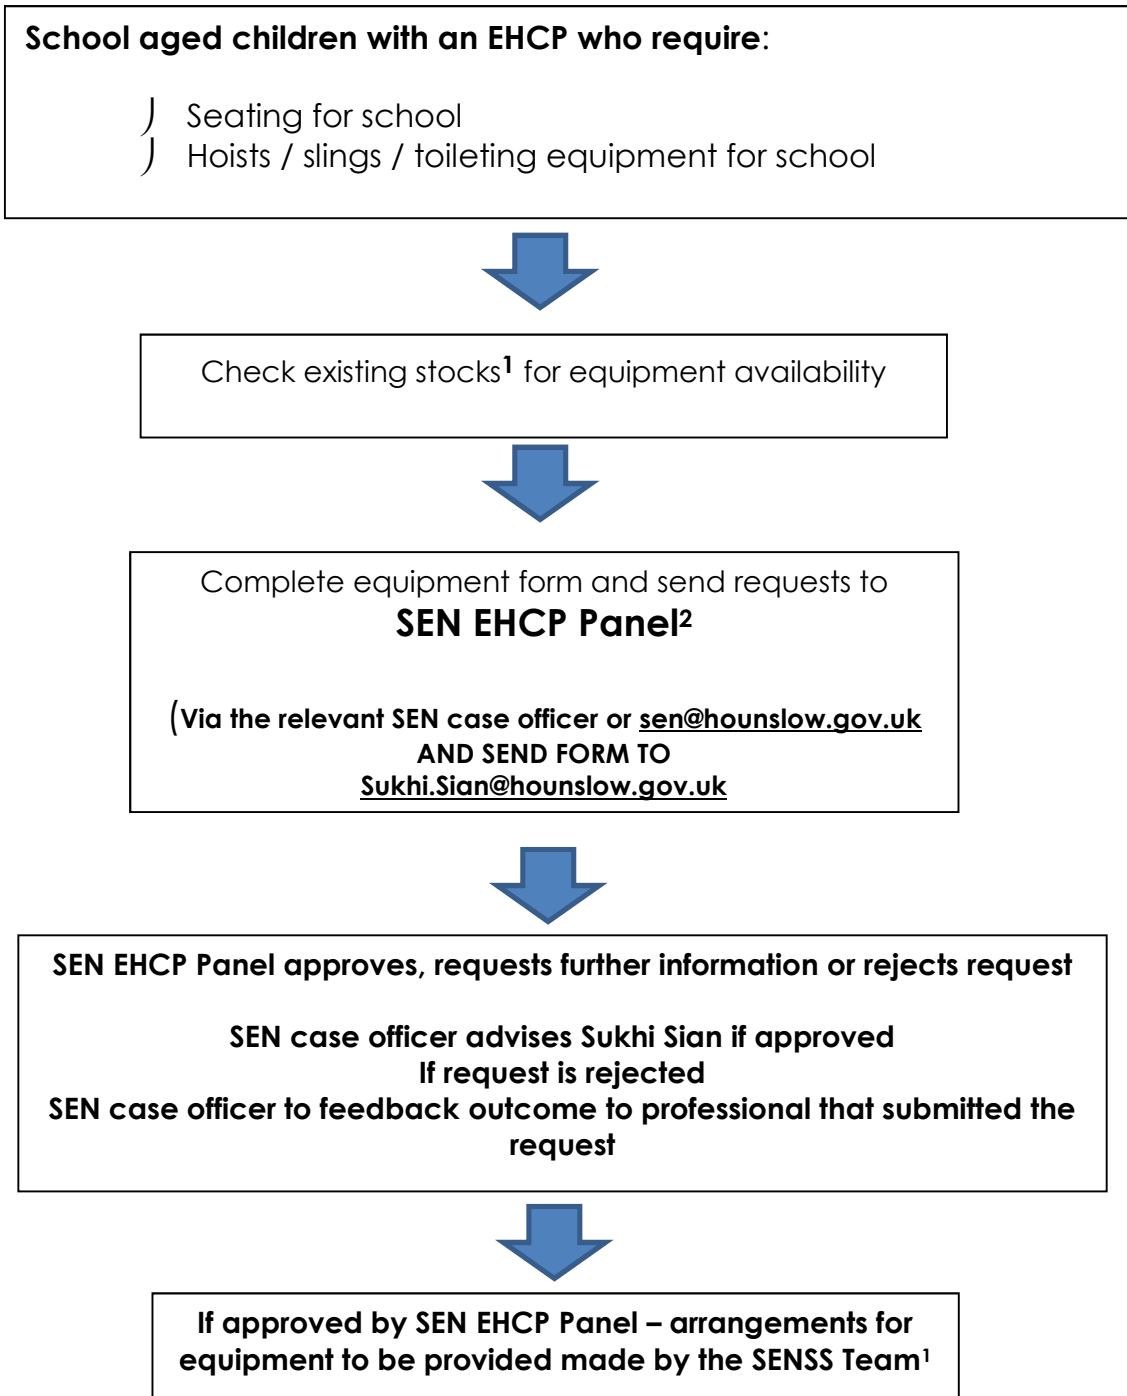 School aged children with an EHCP who require:
Seating for school
Hoists / slings / toileting equipment for school
Check existing stocks¹ for equipment availability
Complete equipment form and send requests to
SEN EHCP Panel²
(Via the relevant SEN case officer or sen@hounslow.gov.uk
AND SEND FORM TO
Sukhi.Sian@hounslow.gov.uk
SEN EHCP Panel approves, requests further information or rejects request
SEN case officer advises Sukhi Sian if approved
If request is rejected
SEN case officer to feedback outcome to professional that submitted the
request
If approved by SEN EHCP Panel – arrangements for
equipment to be provided made by the SENSS Team¹